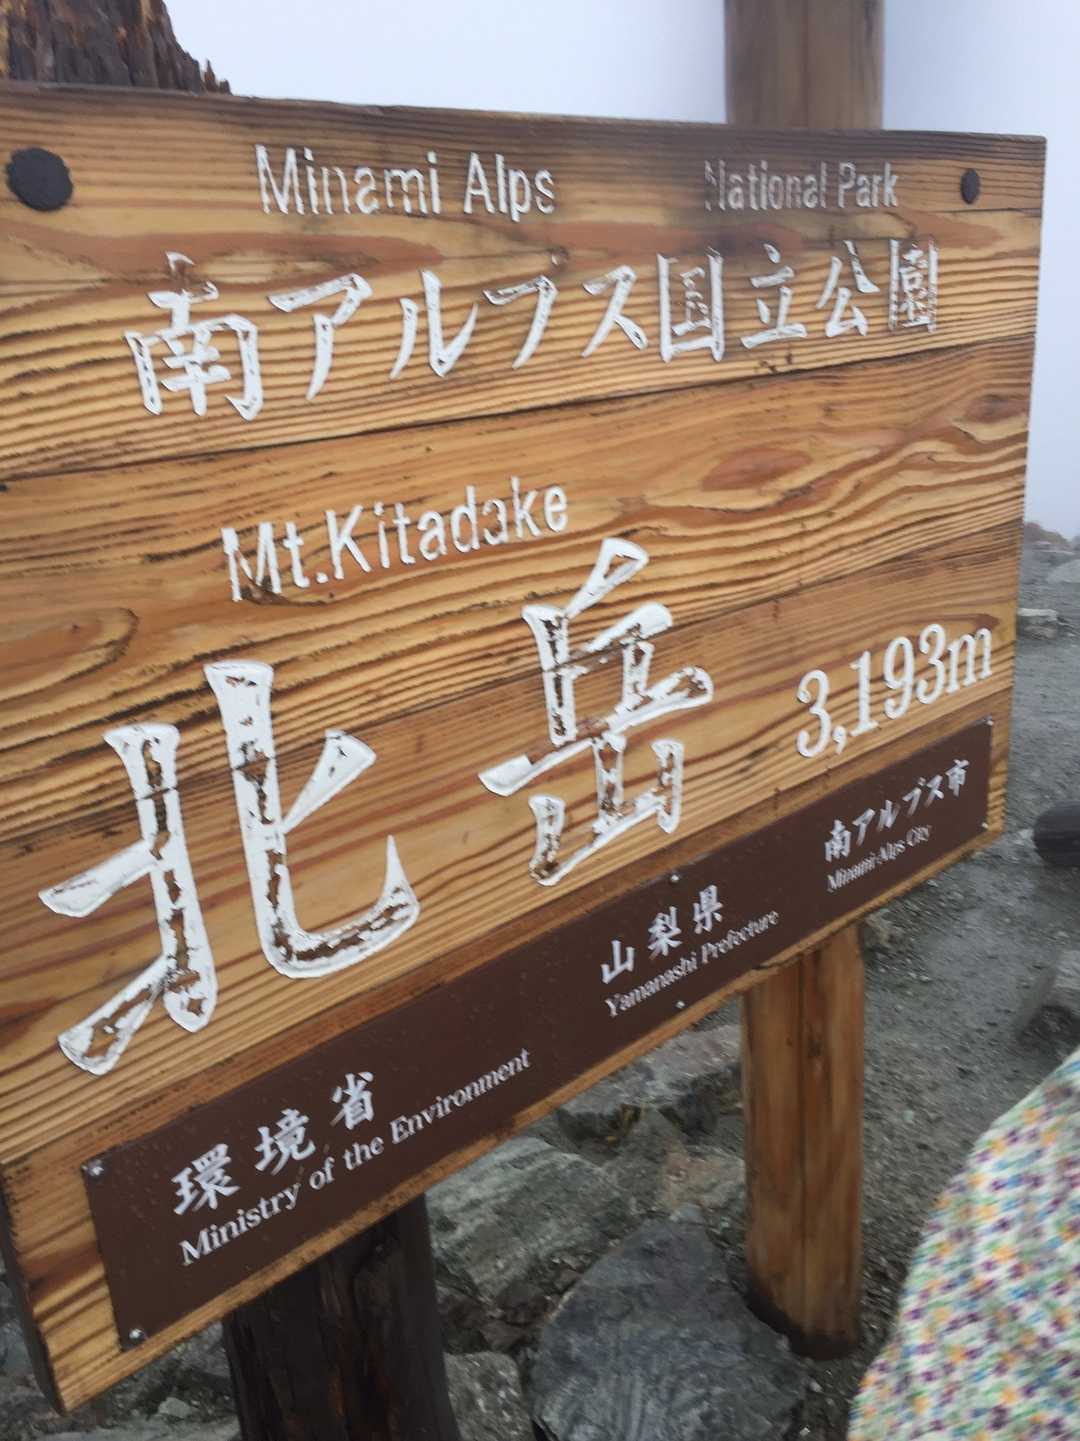 Minami Alps National Park
南アルプス国立公園
Mt.Kitadake
北岳 3,193m
環境省 山梨県 南アルプス市
Ministry of the Environment Yamanashi Prefecture Minami-Alps City